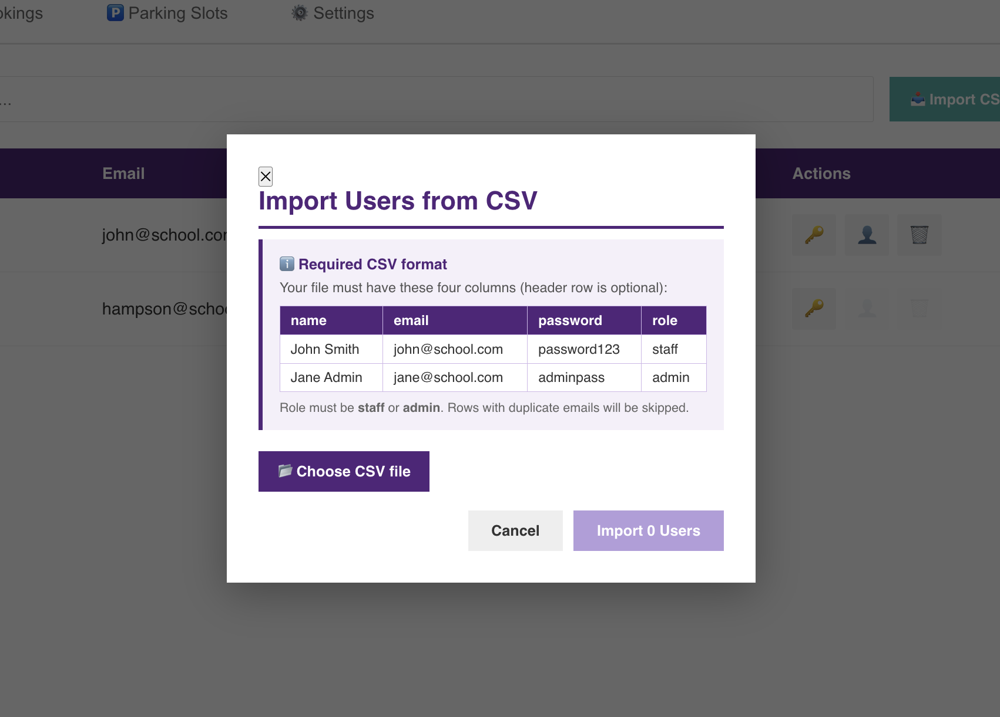 okings
Parking Slots
Settings
...
Import CS
Email
Actions
john@school.cor
hampson@schoo
Import Users from CSV
Required CSV format
Your file must have these four columns (header row is optional):
name email password role
John Smith john@school.com password123 staff
Jane Admin jane@school.com adminpass admin
Role must be staff or admin. Rows with duplicate emails will be skipped.
Choose CSV file
Cancel
Import 0 Users